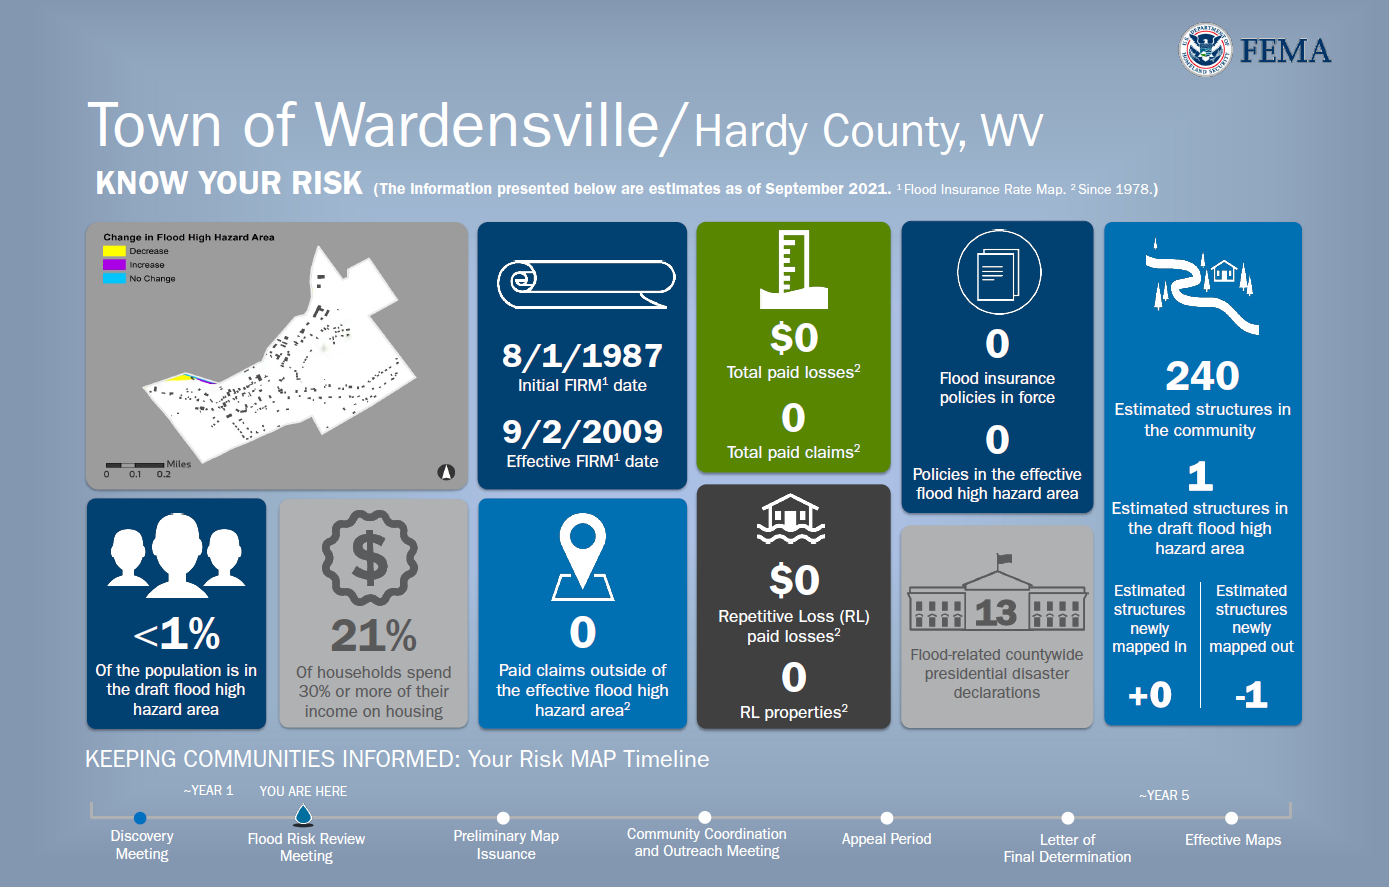 FEMA
Town of Wardensville/Hardy County, WV
KNOW YOUR RISK (The information presented below are estimates as of September 2021. ¹ Flood Insurance Rate Map. ² Since 1978.)
Change in Flood High Hazard Area
Decrease
Increase
No Change
Miles
0 0.1 0.2
8/1/1987
Initial FIRM¹ date
9/2/2009
Effective FIRM¹ date
$0
Total paid losses²
0
Total paid claims²
0
Flood insurance
policies in force
0
Policies in the effective
flood high hazard area
240
Estimated structures in
the community
1
Estimated structures in
the draft flood high
hazard area
Estimated
structures
newly
mapped in
+0
Estimated
structures
newly
mapped out
-1
<1%
Of the population is in
the draft flood high
hazard area
21%
Of households spend
30% or more of their
income on housing
0
Paid claims outside of
the effective flood high
hazard area²
$0
Repetitive Loss (RL)
paid losses²
0
RL properties²
13
Flood-related countywide
presidential disaster
declarations
KEEPING COMMUNITIES INFORMED: Your Risk MAP Timeline
~YEAR 1
YOU ARE HERE
~YEAR 5
Discovery
Meeting
Flood Risk Review
Meeting
Preliminary Map
Issuance
Community Coordination
and Outreach Meeting
Appeal Period
Letter of
Final Determination
Effective Maps